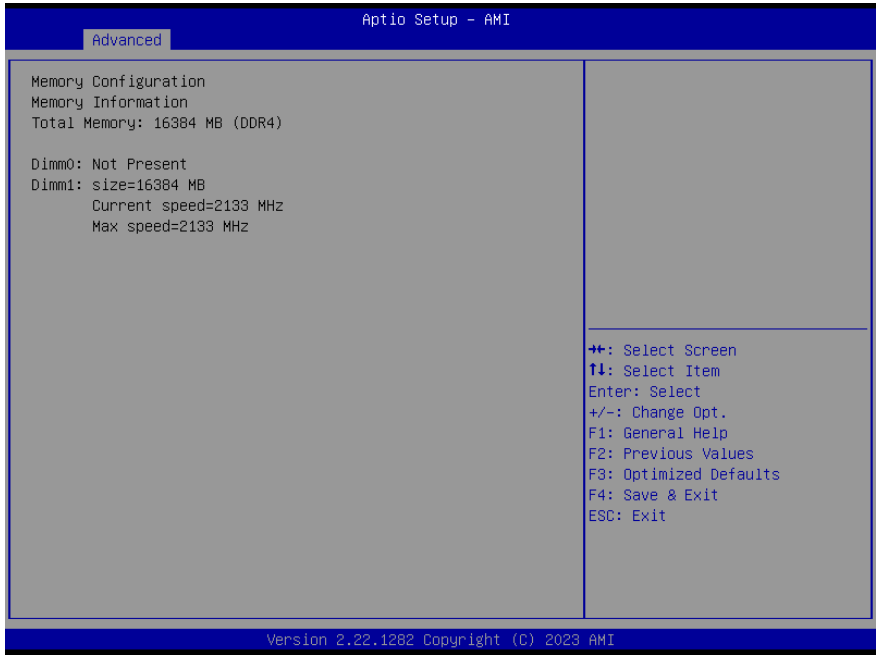 Aptio Setup – AMI
Advanced
Memory Configuration
Memory Information
Total Memory: 16384 MB (DDR4)
Dimm0: Not Present
Dimm1: size=16384 MB
Current speed=2133 MHz
Max speed=2133 MHz
→←: Select Screen
↑↓: Select Item
Enter: Select
+/-: Change Opt.
F1: General Help
F2: Previous Values
F3: Optimized Defaults
F4: Save & Exit
ESC: Exit
Version 2.22.1282 Copyright (C) 2023 AMI